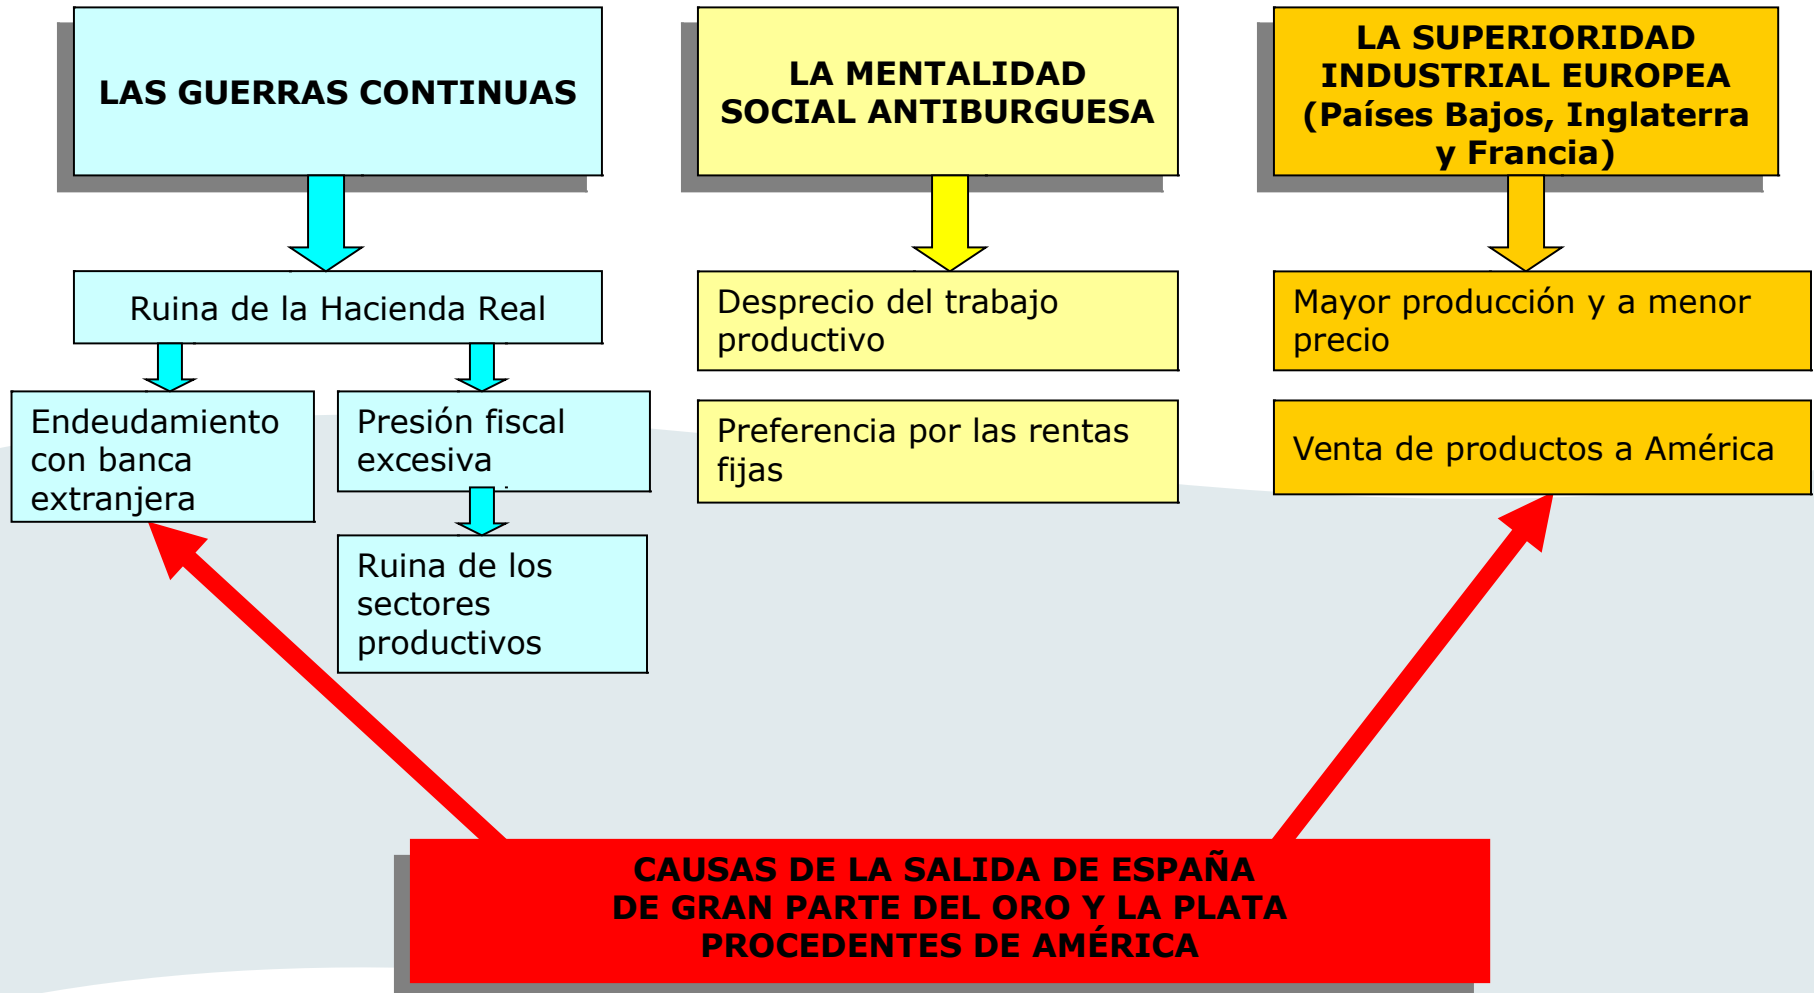 LAS GUERRAS CONTINUAS
LA MENTALIDAD
SOCIAL ANTIBURGUESA
LA SUPERIORIDAD
INDUSTRIAL EUROPEA
(Países Bajos, Inglaterra
y Francia)
Ruina de la Hacienda Real
Endeudamiento
con banca
extranjera
Presión fiscal
excesiva
Ruina de los
sectores
productivos
Desprecio del trabajo
productivo
Preferencia por las rentas
fijas
Mayor producción y a menor
precio
Venta de productos a América
CAUSAS DE LA SALIDA DE ESPAÑA
DE GRAN PARTE DEL ORO Y LA PLATA
PROCEDENTES DE AMÉRICA